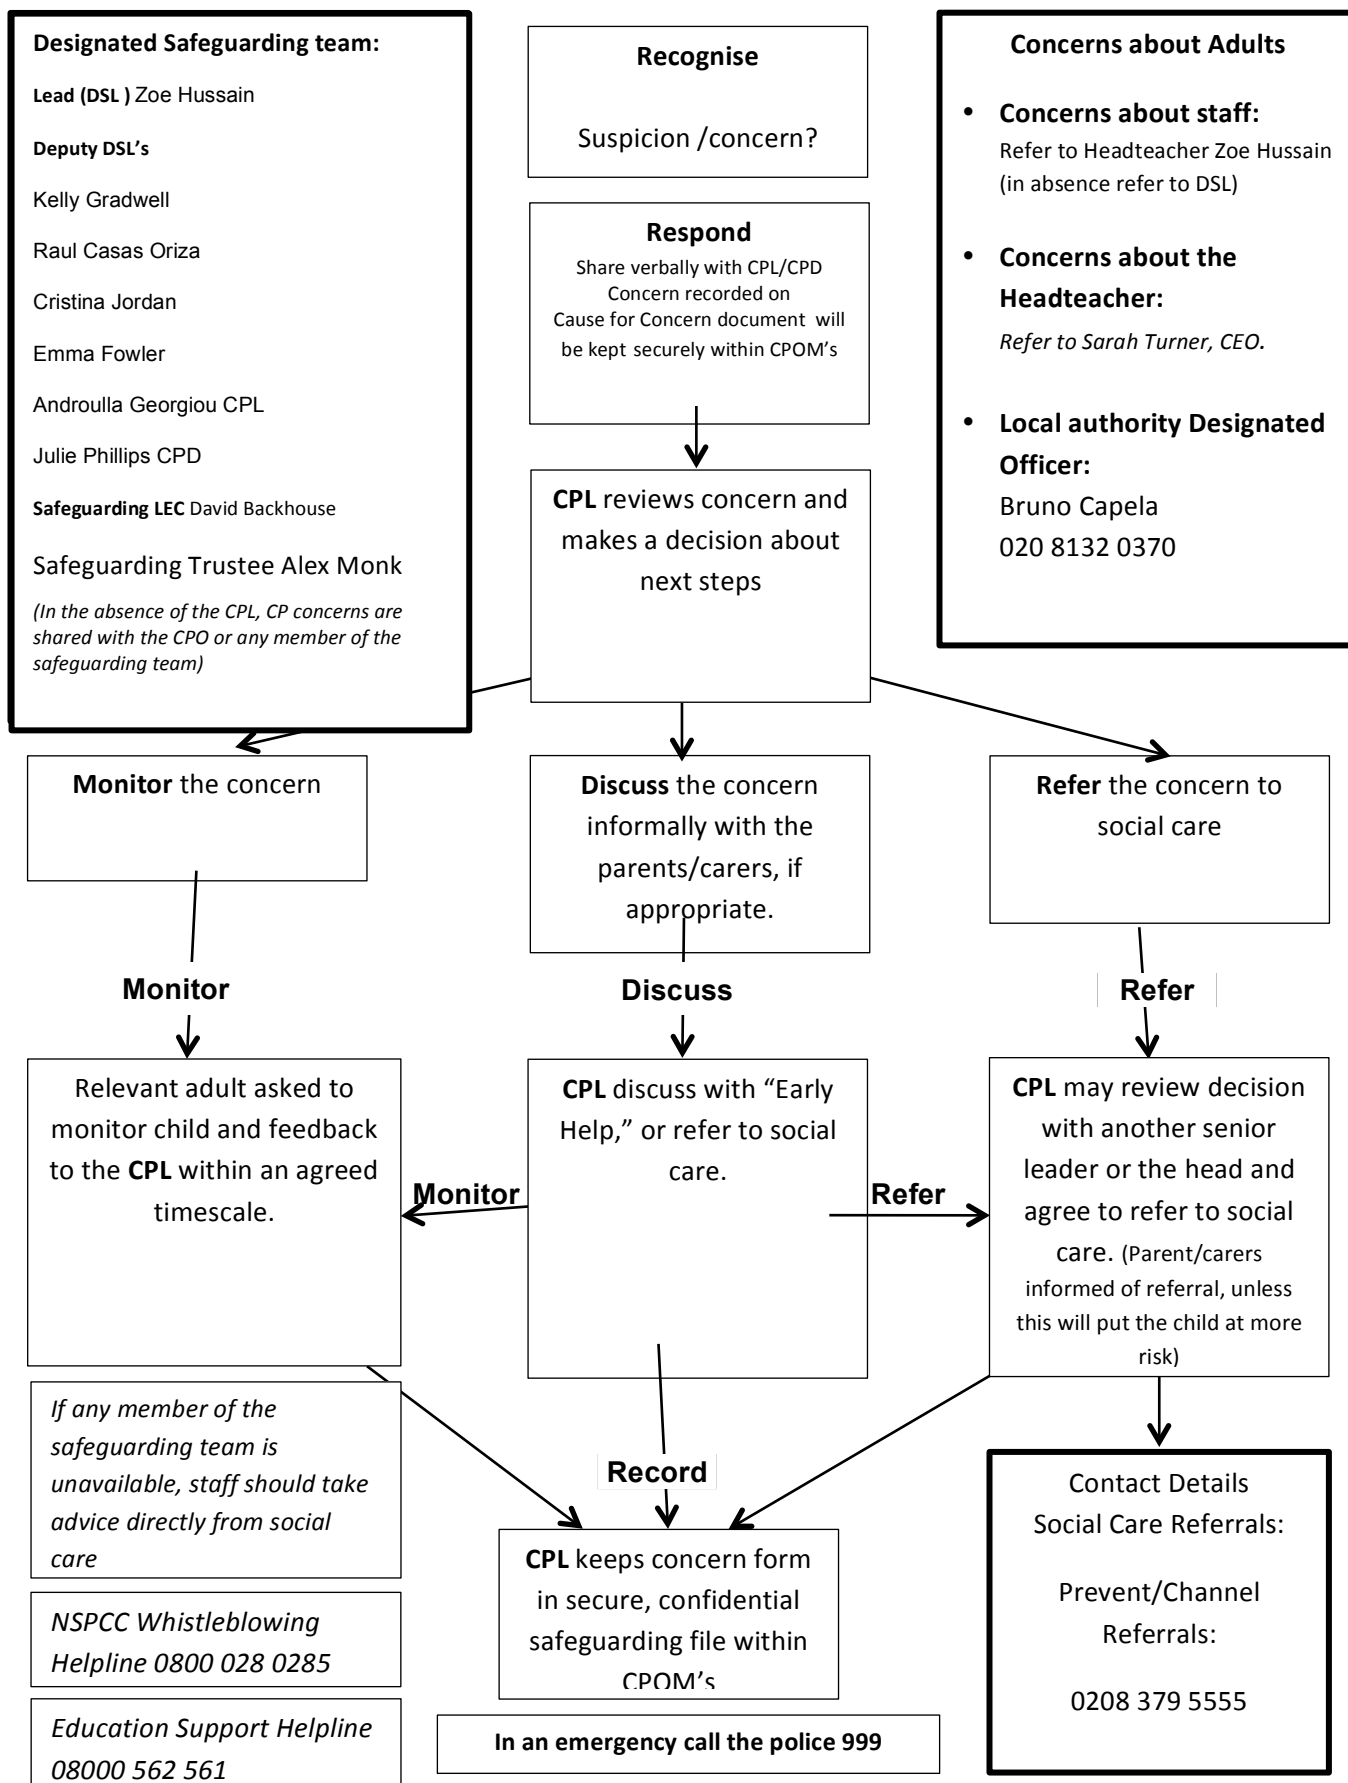 Designated Safeguarding team:
Lead (DSL ) Zoe Hussain
Deputy DSL’s
Kelly Gradwell
Raul Casas Oriza
Cristina Jordan
Emma Fowler
Androulla Georgiou CPL
Julie Phillips CPD
Safeguarding LEC David Backhouse
Safeguarding Trustee Alex Monk
(In the absence of the CPL, CP concerns are
shared with the CPO or any member of the
safeguarding team)
Recognise
Suspicion /concern?
Respond
Share verbally with CPL/CPD
Concern recorded on
Cause for Concern document will
be kept securely within CPOM’s
Concerns about Adults
• Concerns about staff:
Refer to Headteacher Zoe Hussain
(in absence refer to DSL)
• Concerns about the
Headteacher:
Refer to Sarah Turner, CEO.
• Local authority Designated
Officer:
Bruno Capela
020 8132 0370
CPL reviews concern and
makes a decision about
next steps
Monitor the concern
Discuss the concern
informally with the
parents/carers, if
appropriate.
Refer the concern to
social care
Monitor
Discuss
Refer
Relevant adult asked to
monitor child and feedback
to the CPL within an agreed
timescale.
Monitor
CPL discuss with “Early
Help,” or refer to social
care.
Refer
CPL may review decision
with another senior
leader or the head and
agree to refer to social
care. (Parent/carers
informed of referral, unless
this will put the child at more
risk)
If any member of the
safeguarding team is
unavailable, staff should take
advice directly from social
care
Record
CPL keeps concern form
in secure, confidential
safeguarding file within
CPOM’s
Contact Details
Social Care Referrals:
Prevent/Channel
Referrals:
0208 379 5555
NSPCC Whistleblowing
Helpline 0800 028 0285
Education Support Helpline
08000 562 561
In an emergency call the police 999